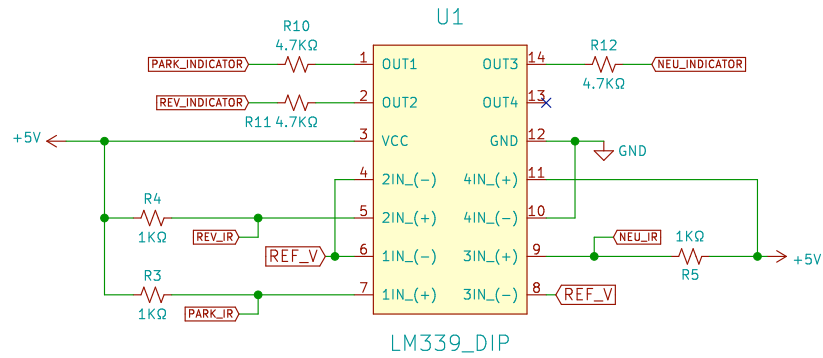 U1
R10
4.7KΩ
PARK_INDICATOR
1
OUT1
OUT3
14
R12
4.7KΩ
NEU_INDICATOR
REV_INDICATOR
R11 4.7KΩ
2
OUT2
OUT4
13
+5V
3
VCC
GND
12
GND
4
2IN_(-)
4IN_(+)
11
R4
1KΩ
REV_IR
5
2IN_(+)
4IN_(-)
10
REF_V
6
1IN_(-)
3IN_(+)
9
NEU_IR
1KΩ
R5
+5V
R3
1KΩ
PARK_IR
7
1IN_(+)
3IN_(-)
8
REF_V
LM339_DIP